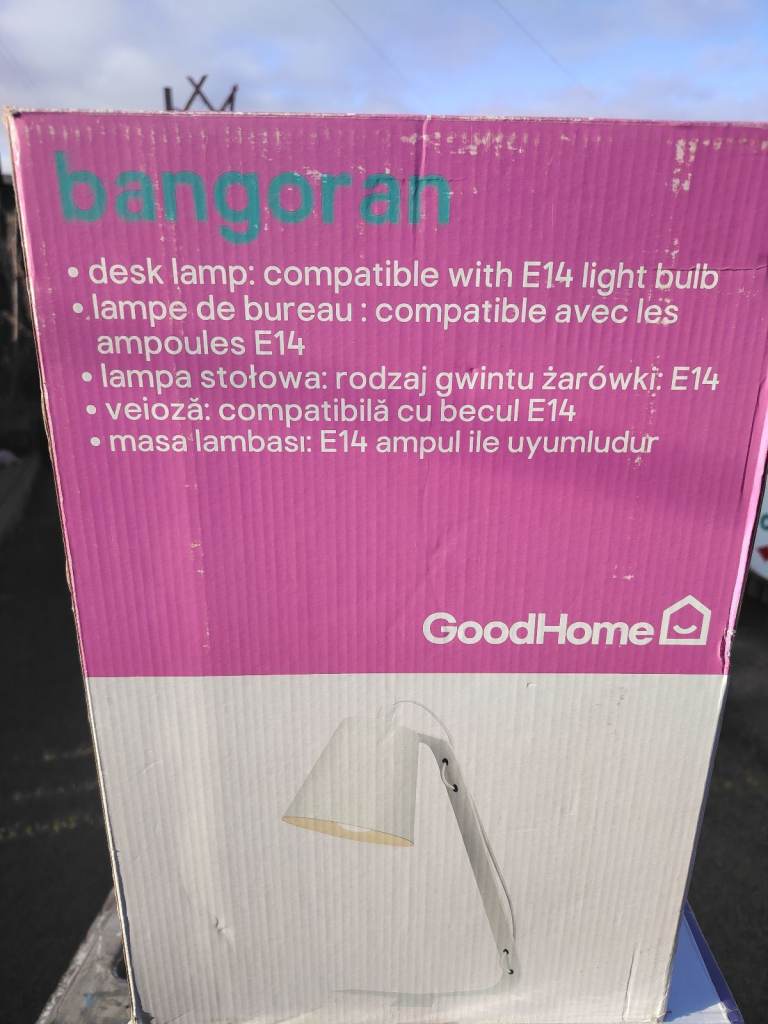 bangoran
• desk lamp: compatible with E14 light bulb
• lampe de bureau : compatible avec les
ampoules E14
• lampa stołowa: rodzaj gwintu żarówki: E14
• veioză: compatibilă cu becul E14
• masa lambası: E14 ampul ile uyumludur
GoodHome